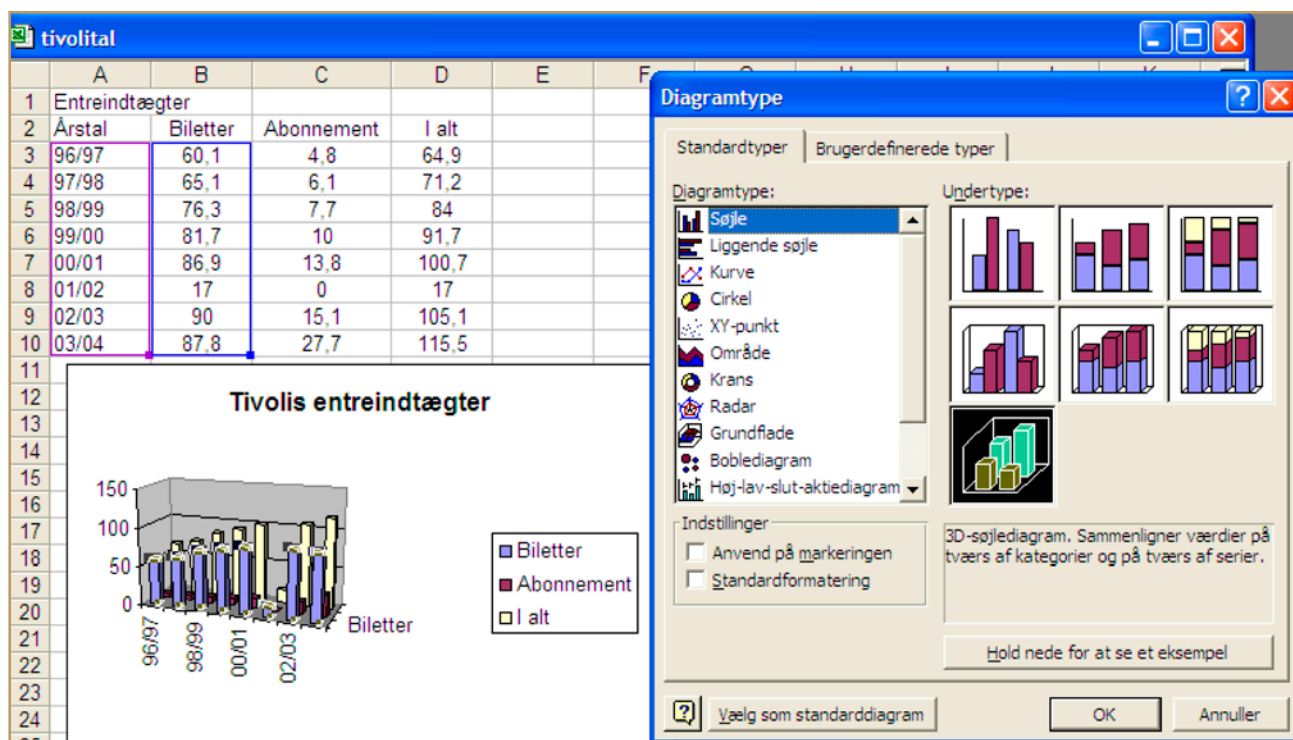 tivolital
A B C D E F
1 Entreindtægter
2 Årstal Biletter Abonnement I alt
3 96/97 60,1 4,8 64,9
4 97/98 65,1 6,1 71,2
5 98/99 76,3 7,7 84
6 99/00 81,7 10 91,7
7 00/01 86,9 13,8 100,7
8 01/02 17 0 17
9 02/03 90 15,1 105,1
10 03/04 87,8 27,7 115,5
11
12
13
14
15
16
17
18
19
20
21
22
23
24
Tivolis entreindtægter
150
100
50
0
96/97
98/99
00/01
02/03
Biletter
Biletter
Abonnement
I alt
Diagramtype
Standardtyper
Brugerdefinerede typer
Diagramtype:
Søjle
Liggende søjle
Kurve
Cirkel
XY-punkt
Område
Krans
Radar
Grundflade
Boblediagram
Høj-lav-slut-aktiediagram
Undertype:
Indstillinger
Anvend på markeringen
Standardformatering
3D-søjlediagram. Sammenligner værdier på
tværs af kategorier og på tværs af serier.
Hold nede for at se et eksempel
Vælg som standarddiagram
OK
Annuller